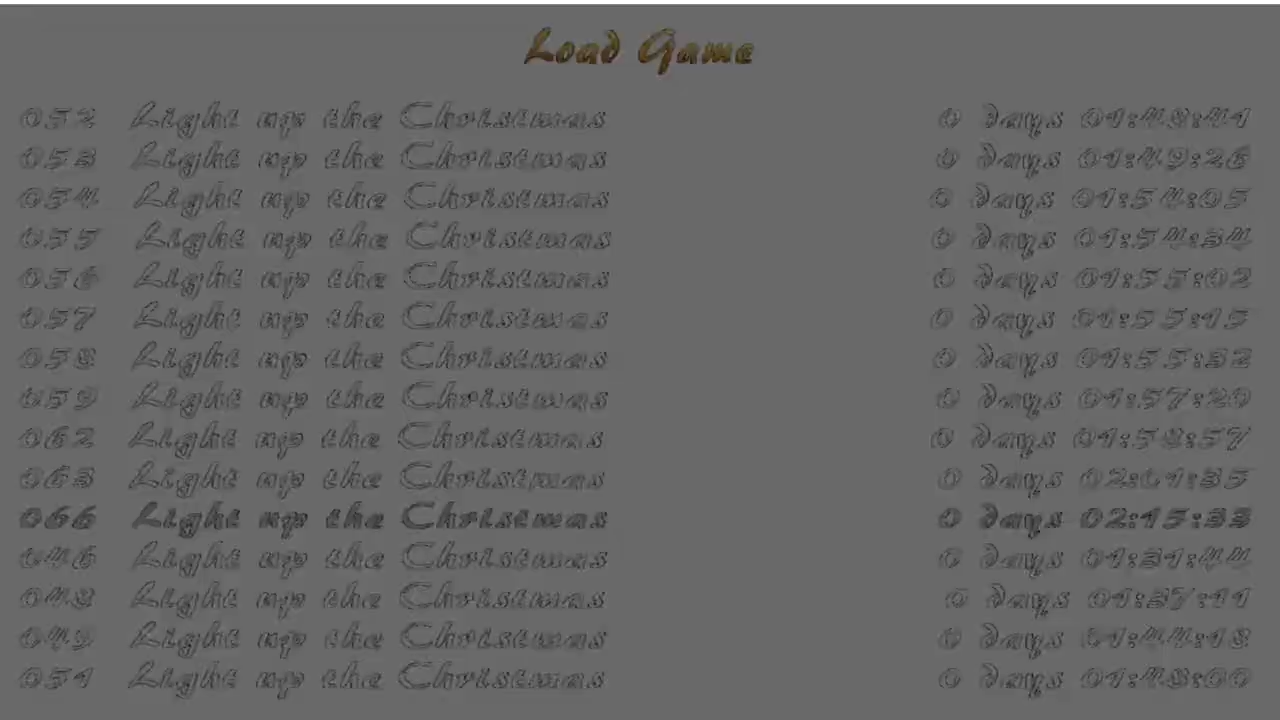 Load Game
052 Light up the Christmas 0 days 01:49:41
053 Light up the Christmas 0 days 01:49:26
054 Light up the Christmas 0 days 01:54:05
055 Light up the Christmas 0 days 01:54:34
056 Light up the Christmas 0 days 01:55:02
057 Light up the Christmas 0 days 01:55:15
058 Light up the Christmas 0 days 01:55:32
059 Light up the Christmas 0 days 01:57:20
062 Light up the Christmas 0 days 01:58:57
063 Light up the Christmas 0 days 02:01:35
066 Light up the Christmas 0 days 02:15:33
046 Light up the Christmas 0 days 01:31:44
048 Light up the Christmas 0 days 01:37:11
049 Light up the Christmas 0 days 01:44:18
051 Light up the Christmas 0 days 01:48:00